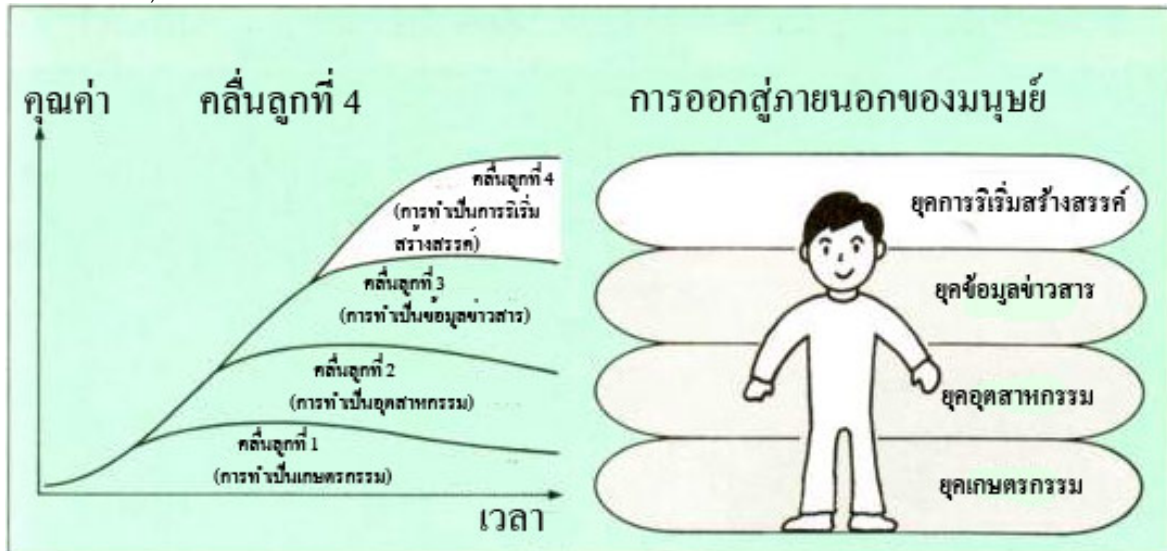 คุณค่า
คลื่นลูกที่ 4
คลื่นลูกที่ 4
(การทำเป็นการริเริ่ม
สร้างสรรค์)
คลื่นลูกที่ 3
(การทำเป็นข้อมูลข่าวสาร)
คลื่นลูกที่ 2
(การทำเป็นอุตสาหกรรม)
คลื่นลูกที่ 1
(การทำเป็นเกษตรกรรม)
เวลา
การออกสู่ภายนอกของมนุษย์
ยุคการริเริ่มสร้างสรรค์
ยุคข้อมูลข่าวสาร
ยุคอุตสาหกรรม
ยุคเกษตรกรรม